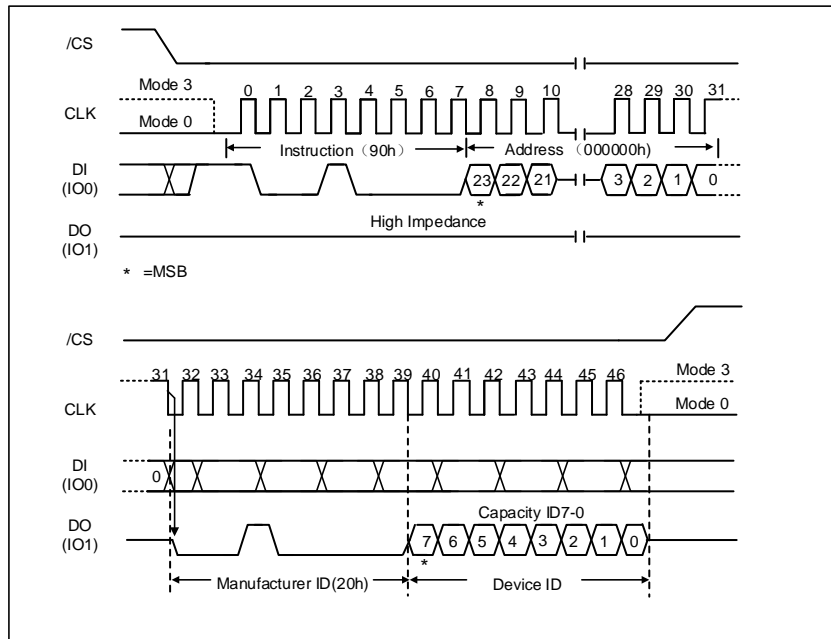 /CS
Mode 3
0 1 2 3 4 5 6 7 8 9 10 28 29 30 31
CLK
Mode 0
Instruction（90h） Address （000000h）
DI
(IO0)
23 22 21 3 2 1 0
*
High Impedance
DO
(IO1)
* =MSB
/CS
31 32 33 34 35 36 37 38 39 40 41 42 43 44 45 46
Mode 3
CLK
Mode 0
DI
(IO0)
0
Capacity ID7-0
DO
(IO1)
7 6 5 4 3 2 1 0
*
Manufacturer ID(20h) Device ID